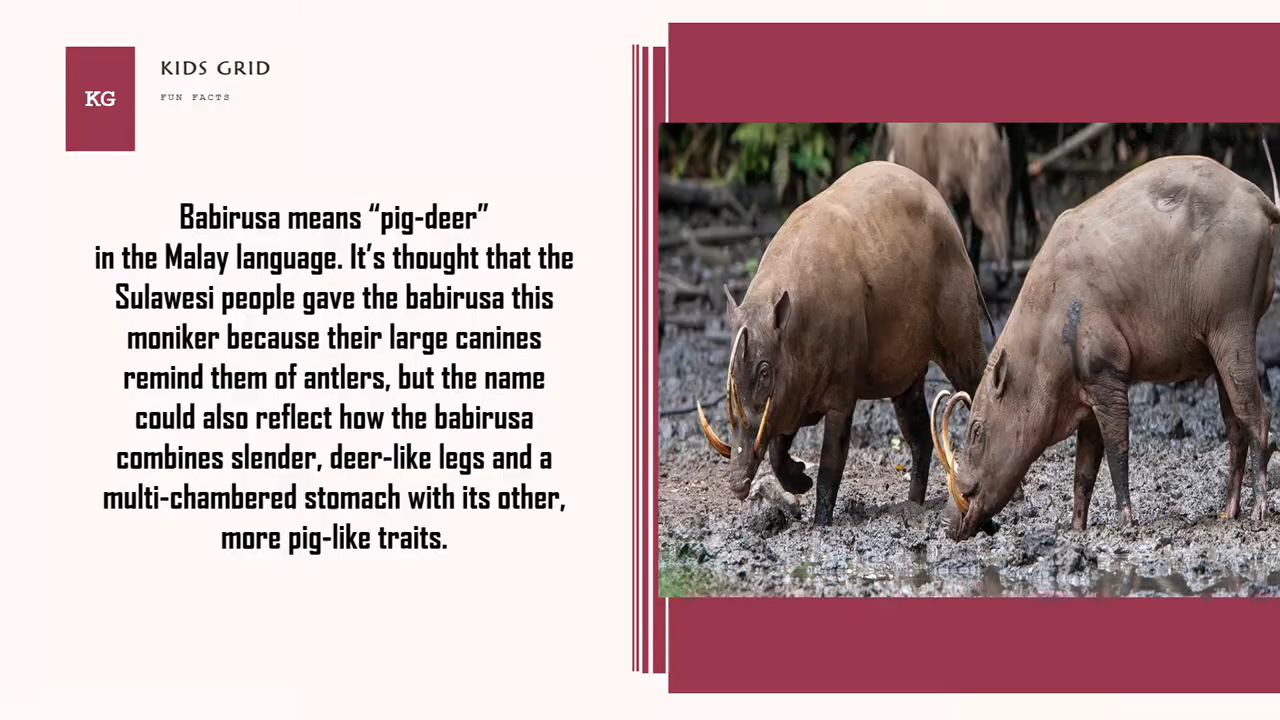 KG
KIDS GRID
FUN FACTS
Babirusa means “pig-deer”
in the Malay language. It’s thought that the
Sulawesi people gave the babirusa this
moniker because their large canines
remind them of antlers, but the name
could also reflect how the babirusa
combines slender, deer-like legs and a
multi-chambered stomach with its other,
more pig-like traits.